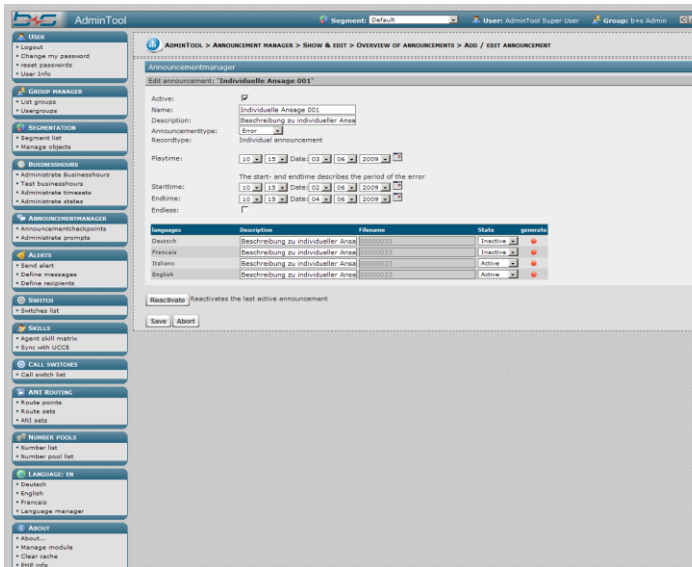 b+s AdminTool
Segment: Default User: AdminTool Super User Group: b+s Admin
USER
Logout
Change my password
reset passwords
User Info
GROUP MANAGER
List groups
Usergroups
SEGMENTATION
Segment list
Manage objects
BUSINESSHOURS
Administrate Businesshours
Test businesshours
Administrate timesets
Administrate states
ANNOUNCEMENTMANAGER
Announcementcheckpoints
Administrate prompts
ALERTS
Send alert
Define messages
Define recipients
SWITCH
Switches list
SKILLS
Agent skill matrix
Sync with UCCE
CALL SWITCHES
Call switch list
ANI ROUTING
Route points
Route sets
ANI sets
NUMBER POOLS
Number list
Number pool list
LANGUAGE: EN
Deutsch
English
Francais
Language manager
ABOUT
About...
Manage module
Clear cache
PHP info
ADMINTOOL > ANNOUNCEMENT MANAGER > SHOW & EDIT > OVERVIEW OF ANNOUNCEMENTS > ADD / EDIT ANNOUNCEMENT
Announcementmanager
Edit announcement: "Individuelle Ansage 001"
Active:
Name: Individuelle Ansage 001
Description: Beschreibung zu individueller Ansa
Announcementtype: Error
Recordtype: Individual announcement
Playtime: 10 15 Date: 03 06 2009
The start- and endtime describes the period of the error
Starttime: 10 15 Date: 02 06 2009
Endtime: 10 15 Date: 04 06 2009
Endless:
languages Description Filename State generate
Deutsch Beschreibung zu individueller Ansa 00000033 Inactive
Francais Beschreibung zu individueller Ansa 00000033 Inactive
Italiano Beschreibung zu individueller Ansa 00000033 Active
English Beschreibung zu individueller Ansa 00000033 Active
Reactivate Reactivates the last active announcement
Save Abort